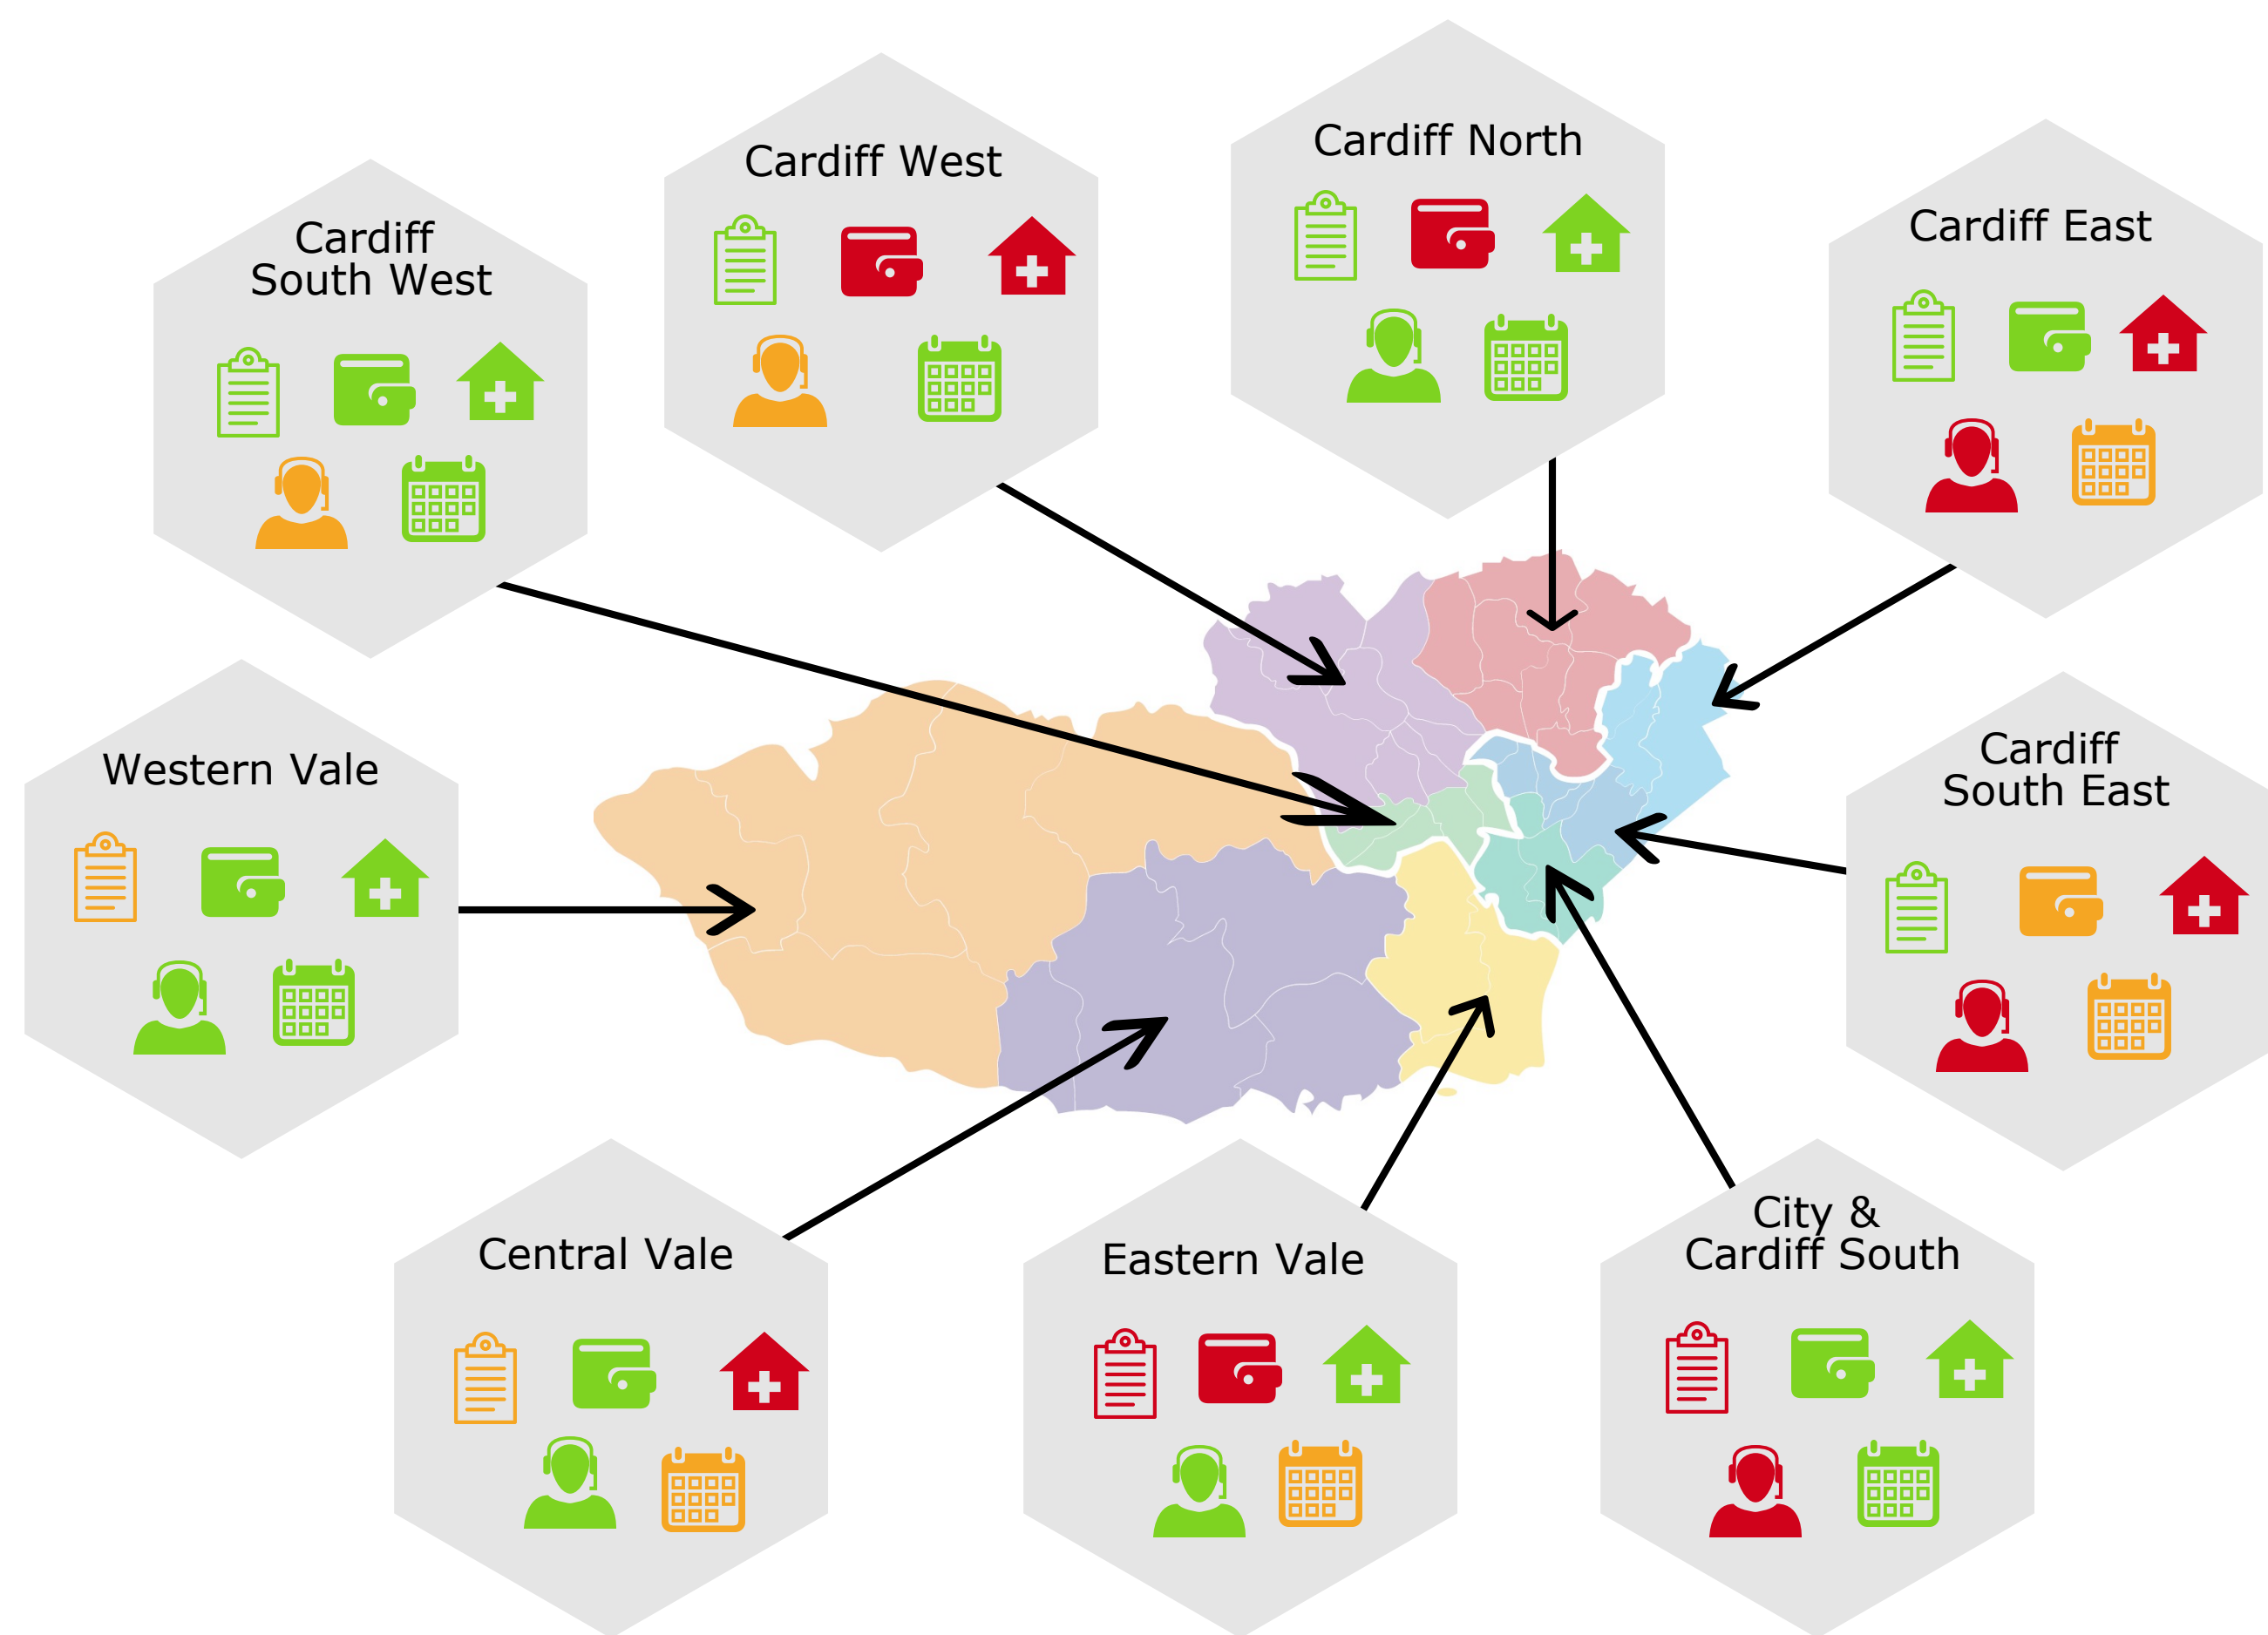 Cardiff North
Cardiff West
Cardiff East
Cardiff
South West
Western Vale
Cardiff
South East
Central Vale
Eastern Vale
City &
Cardiff South